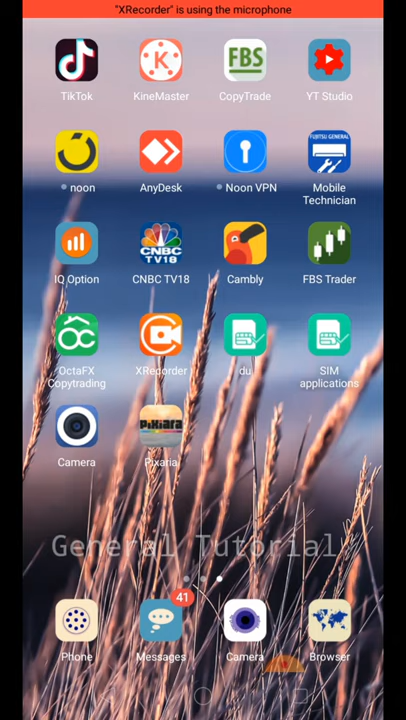 "XRecorder" is using the microphone
FBS
TikTok
KineMaster
CopyTrade
YT Studio
FUJITSU GENERAL
noon
AnyDesk
Noon VPN
Mobile
Technician
CNBC
TV18
IQ Option
CNBC TV18
Cambly
FBS Trader
OctaFX
Copytrading
XRecorder
du
SIM
applications
PIXIARA
Camera
Pixaria
General Tutorial
41
Phone
Messages
Camera
Browser